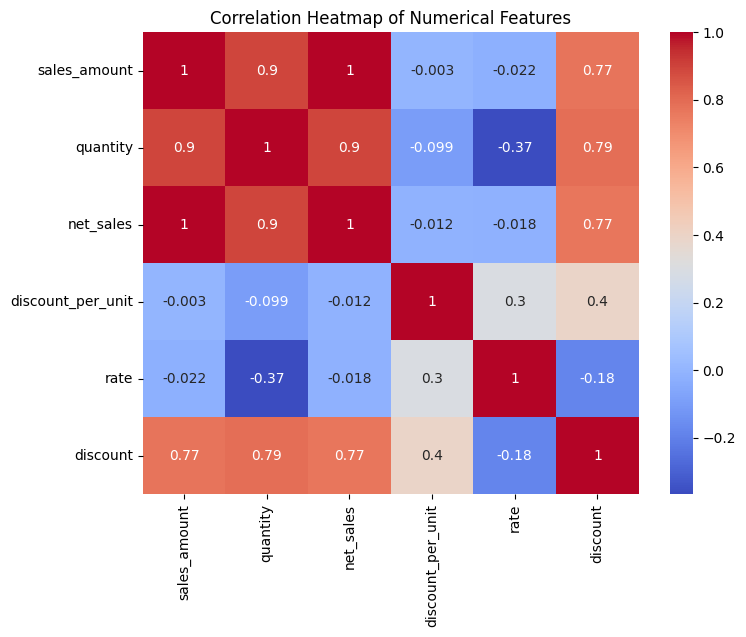 Correlation Heatmap of Numerical Features
sales_amount 1 0.9 1 -0.003 -0.022 0.77
quantity 0.9 1 0.9 -0.099 -0.37 0.79
net_sales 1 0.9 1 -0.012 -0.018 0.77
discount_per_unit -0.003 -0.099 -0.012 1 0.3 0.4
rate -0.022 -0.37 -0.018 0.3 1 -0.18
discount 0.77 0.79 0.77 0.4 -0.18 1
sales_amount
quantity
net_sales
discount_per_unit
rate
discount
1.0
0.8
0.6
0.4
0.2
0.0
−0.2